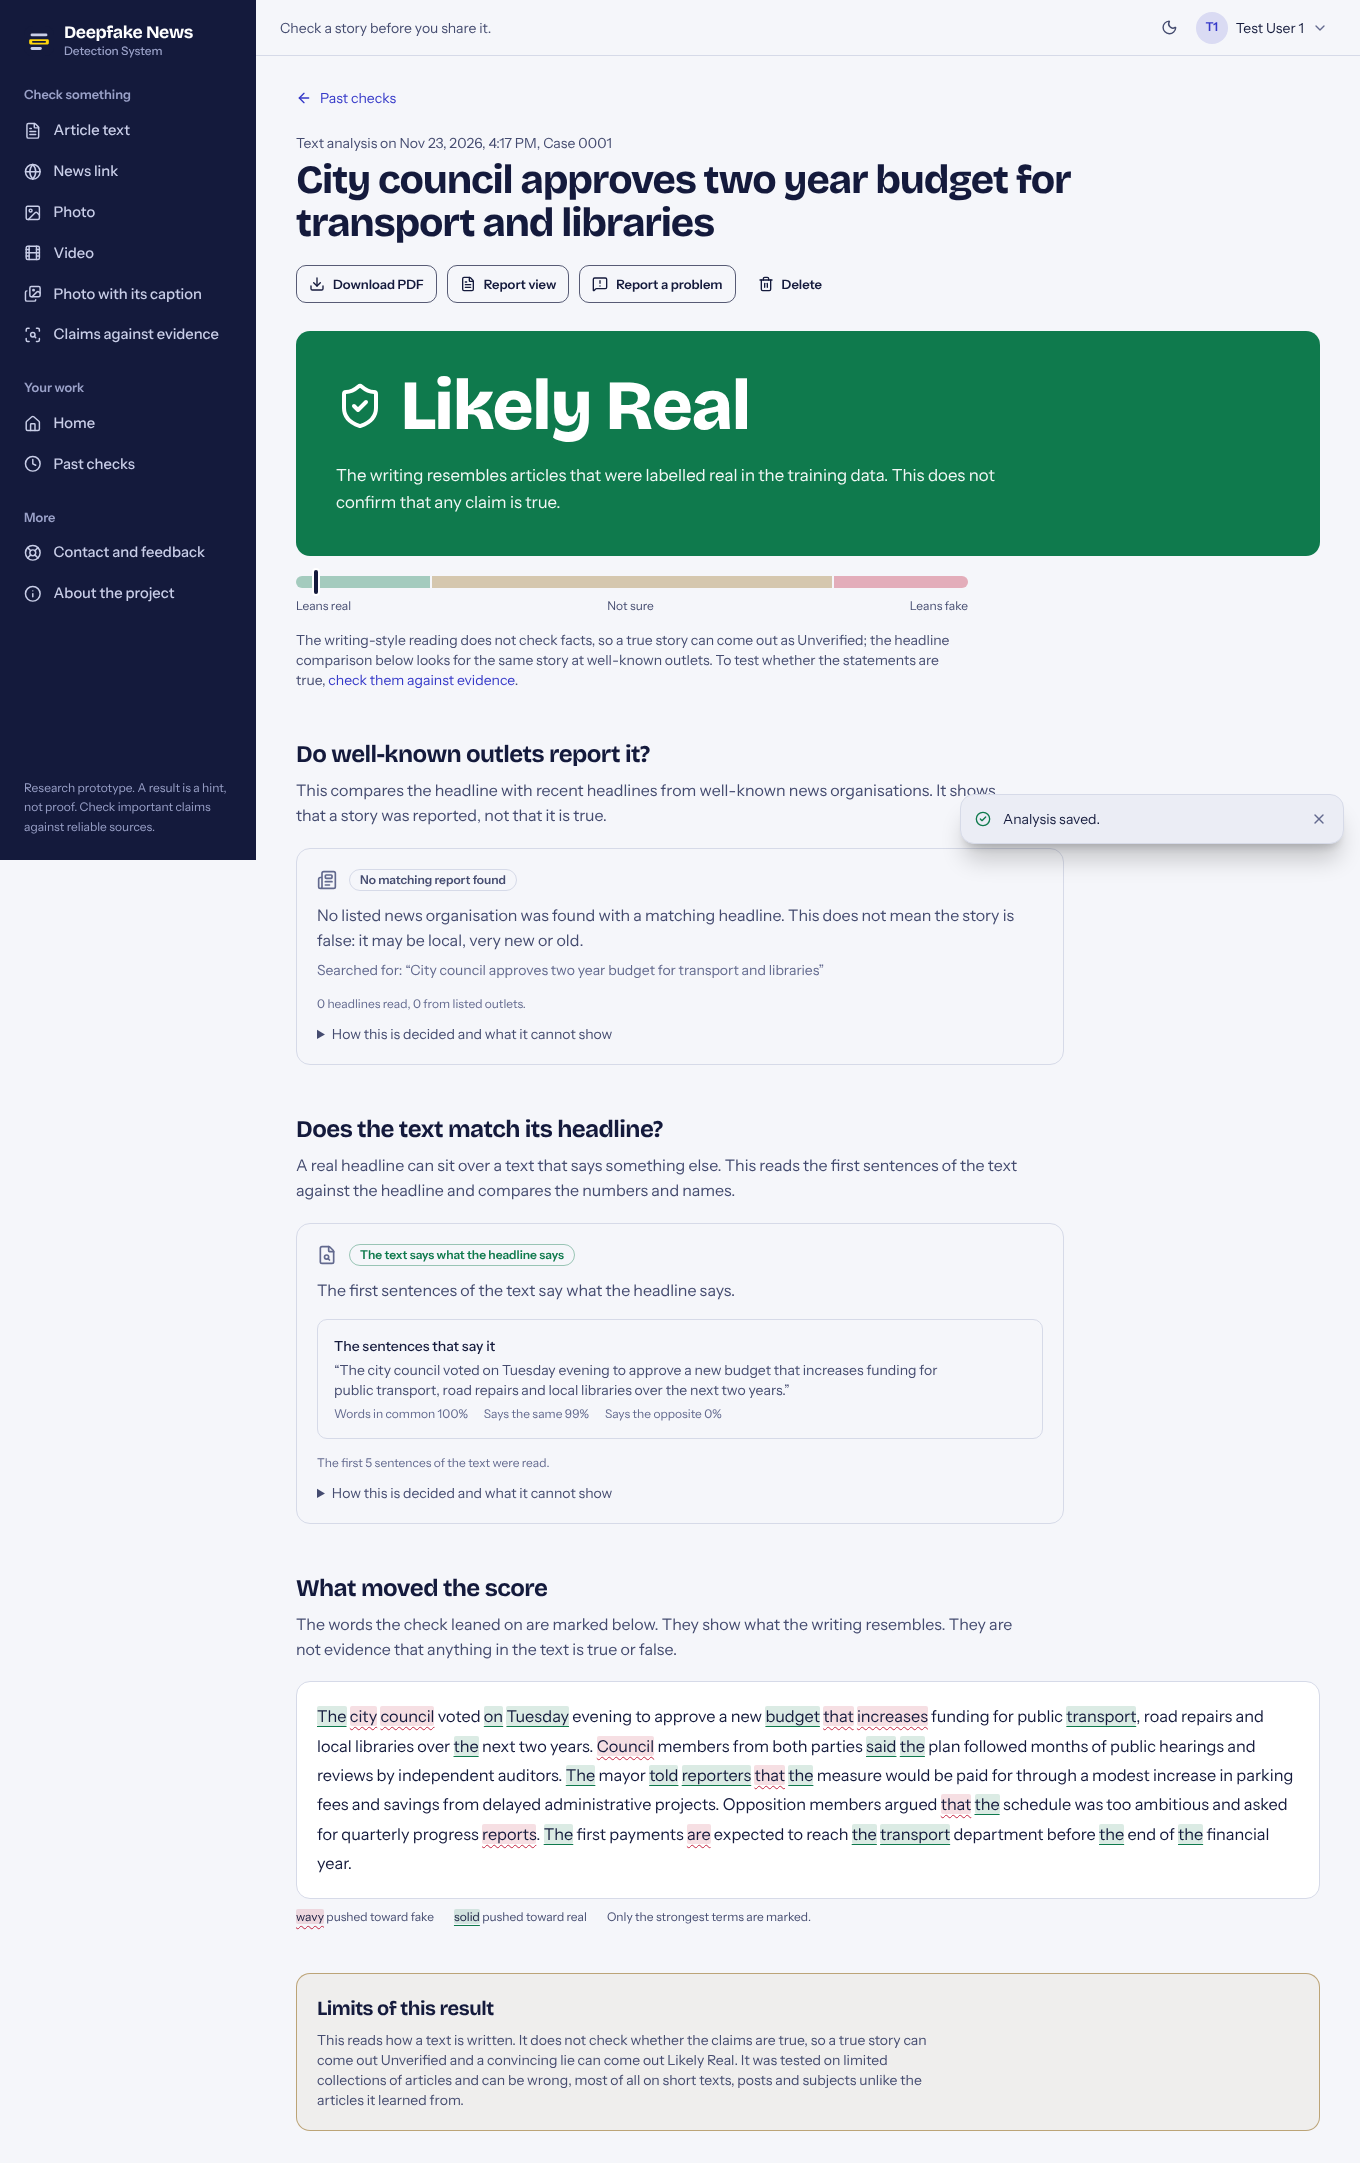 Deepfake News
Detection System
Check something
Article text
News link
Photo
Video
Photo with its caption
Claims against evidence
Your work
Home
Past checks
More
Contact and feedback
About the project
Research prototype. A result is a hint,
not proof. Check important claims
against reliable sources.
Check a story before you share it.
T1
Test User 1
Past checks
Text analysis on Nov 23, 2026, 4:17 PM, Case 0001
City council approves two year budget for
transport and libraries
Download PDF
Report view
Report a problem
Delete
Likely Real
The writing resembles articles that were labelled real in the training data. This does not
confirm that any claim is true.
Leans real
Not sure
Leans fake
The writing-style reading does not check facts, so a true story can come out as Unverified; the headline
comparison below looks for the same story at well-known outlets. To test whether the statements are
true, check them against evidence.
Do well-known outlets report it?
This compares the headline with recent headlines from well-known news organisations. It shows
that a story was reported, not that it is true.
Analysis saved.
No matching report found
No listed news organisation was found with a matching headline. This does not mean the story is
false: it may be local, very new or old.
Searched for: “City council approves two year budget for transport and libraries”
0 headlines read, 0 from listed outlets.
How this is decided and what it cannot show
Does the text match its headline?
A real headline can sit over a text that says something else. This reads the first sentences of the text
against the headline and compares the numbers and names.
The text says what the headline says
The first sentences of the text say what the headline says.
The sentences that say it
“The city council voted on Tuesday evening to approve a new budget that increases funding for
public transport, road repairs and local libraries over the next two years.”
Words in common 100% Says the same 99% Says the opposite 0%
The first 5 sentences of the text were read.
How this is decided and what it cannot show
What moved the score
The words the check leaned on are marked below. They show what the writing resembles. They are
not evidence that anything in the text is true or false.
The city council voted on Tuesday evening to approve a new budget that increases funding for public transport, road repairs and
local libraries over the next two years. Council members from both parties said the plan followed months of public hearings and
reviews by independent auditors. The mayor told reporters that the measure would be paid for through a modest increase in parking
fees and savings from delayed administrative projects. Opposition members argued that the schedule was too ambitious and asked
for quarterly progress reports. The first payments are expected to reach the transport department before the end of the financial
year.
wavy pushed toward fake solid pushed toward real Only the strongest terms are marked.
Limits of this result
This reads how a text is written. It does not check whether the claims are true, so a true story can
come out Unverified and a convincing lie can come out Likely Real. It was tested on limited
collections of articles and can be wrong, most of all on short texts, posts and subjects unlike the
articles it learned from.